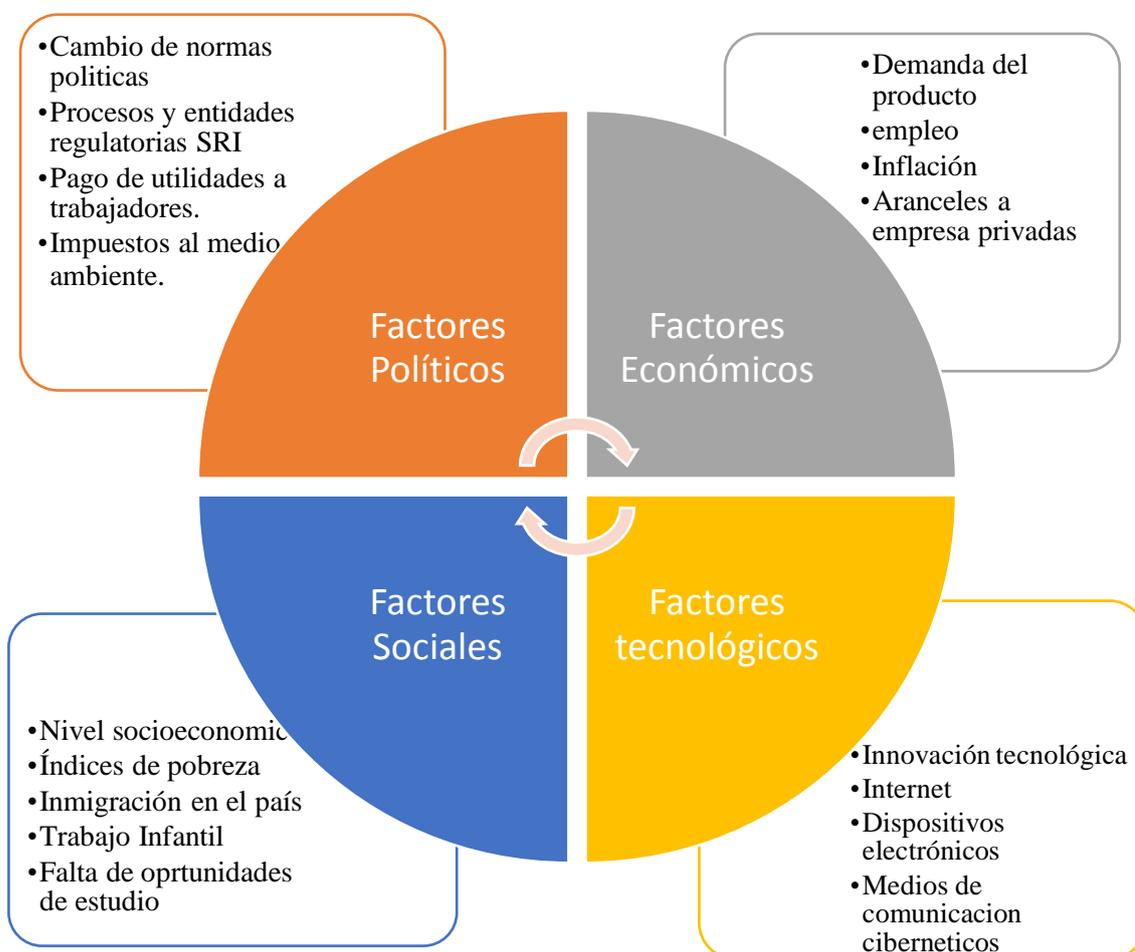 •Cambio de normas
politicas
•Procesos y entidades
regulatorias SRI
•Pago de utilidades a
trabajadores.
•Impuestos al medio
ambiente.
•Demanda del
producto
•empleo
•Inflación
•Aranceles a
empresa privadas
Factores
Políticos
Factores
Económicos
Factores
Sociales
Factores
tecnológicos
•Nivel socioeconomic
•Índices de pobreza
•Inmigración en el país
•Trabajo Infantil
•Falta de oprtunidades
de estudio
•Innovación tecnológica
•Internet
•Dispositivos
electrónicos
•Medios de
comunicacion
ciberneticos